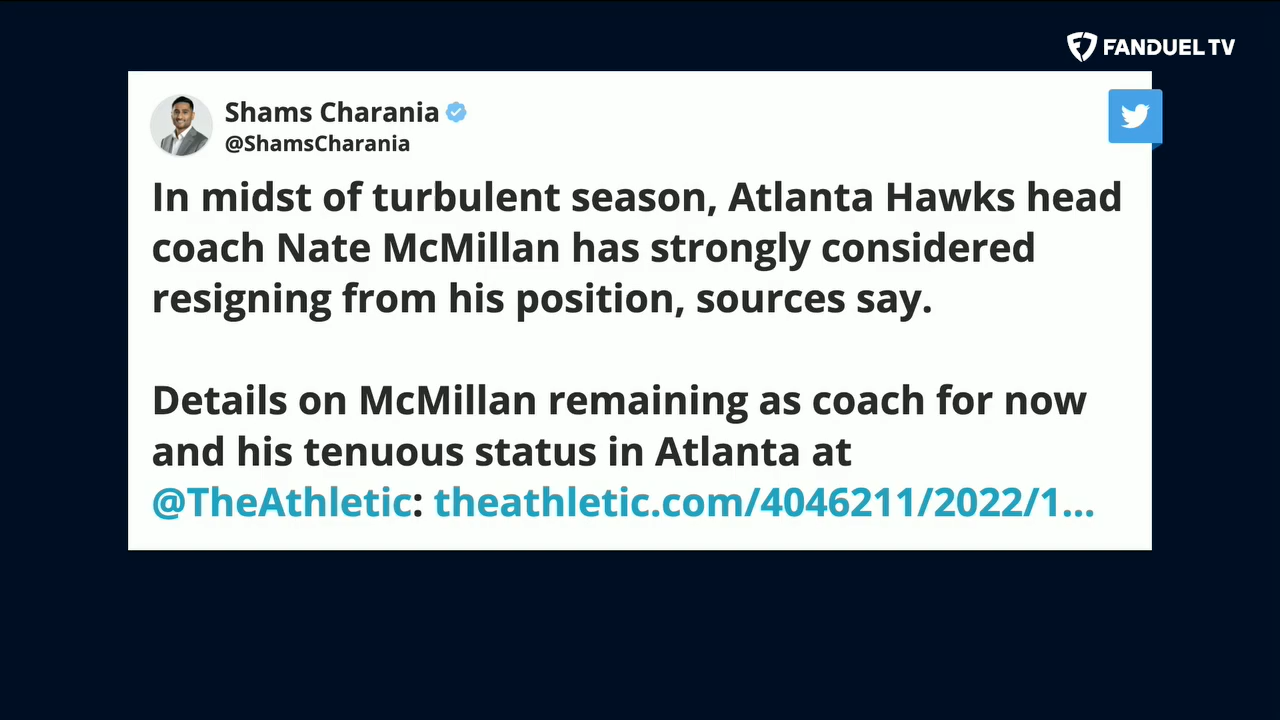 FANDUEL TV
Shams Charania
@ShamsCharania
In midst of turbulent season, Atlanta Hawks head
coach Nate McMillan has strongly considered
resigning from his position, sources say.
Details on McMillan remaining as coach for now
and his tenuous status in Atlanta at
@TheAthletic: theathletic.com/4046211/2022/1...